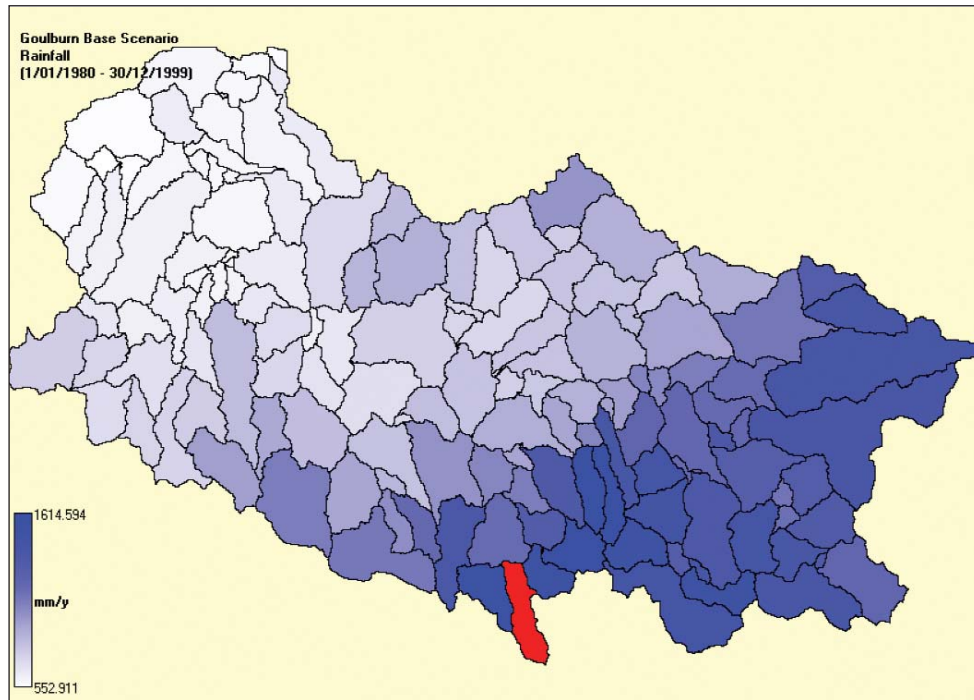 Goulburn Base Scenario
Rainfall
(1/01/1980 - 30/12/1999)
1614.594
mm/y
552.911